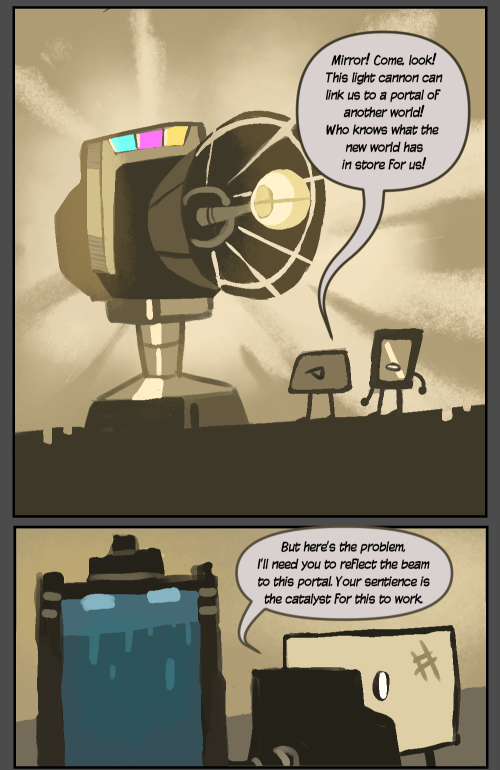 Mirror! Come, look!
This light cannon can
link us to a portal of
another world!
Who knows what the
new world has
in store for us!
But here's the problem,
I'll need you to reflect the beam
to this portal. Your sentience is
the catalyst for this to work.